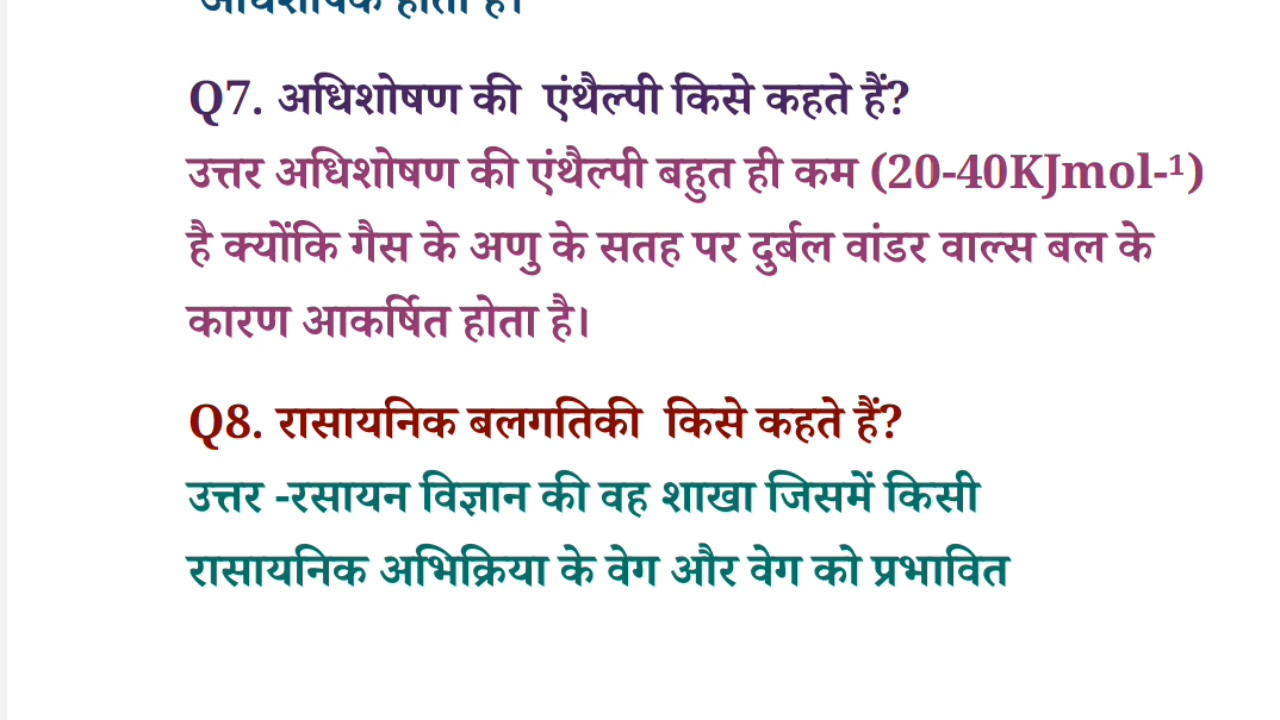 Q7. अधिशोषण की एंथैल्पी किसे कहते हैं?
उत्तर अधिशोषण की एंथैल्पी बहुत ही कम (20-40KJmol-¹)
है क्योंकि गैस के अणु के सतह पर दुर्बल वांडर वाल्स बल के
कारण आकर्षित होता है।
Q8. रासायनिक बलगतिकी किसे कहते हैं?
उत्तर -रसायन विज्ञान की वह शाखा जिसमें किसी
रासायनिक अभिक्रिया के वेग और वेग को प्रभावित